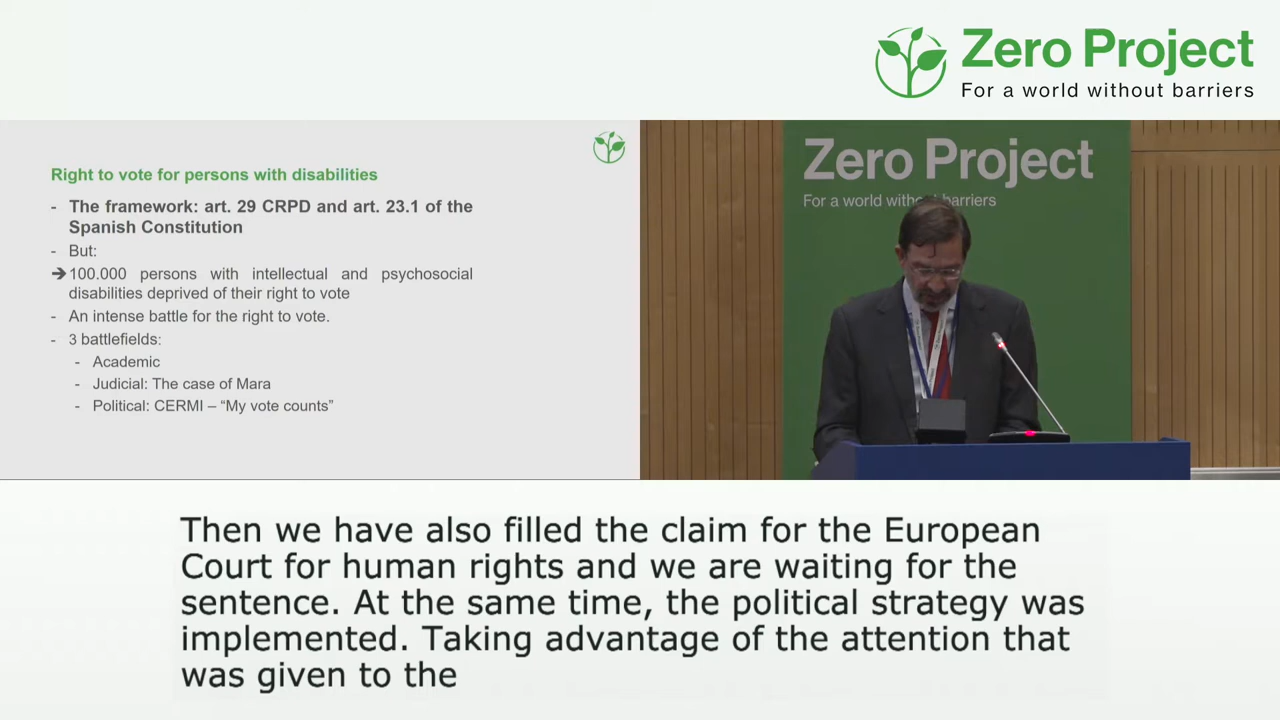 Zero Project
For a world without barriers
Right to vote for persons with disabilities
- The framework: art. 29 CRPD and art. 23.1 of the
Spanish Constitution
- But:
➔ 100.000 persons with intellectual and psychosocial
disabilities deprived of their right to vote
- An intense battle for the right to vote.
- 3 battlefields:
- Academic
- Judicial: The case of Mara
- Political: CERMI – “My vote counts”
Zero Project
For a world without barriers
Then we have also filled the claim for the European
Court for human rights and we are waiting for the
sentence. At the same time, the political strategy was
implemented. Taking advantage of the attention that
was given to the